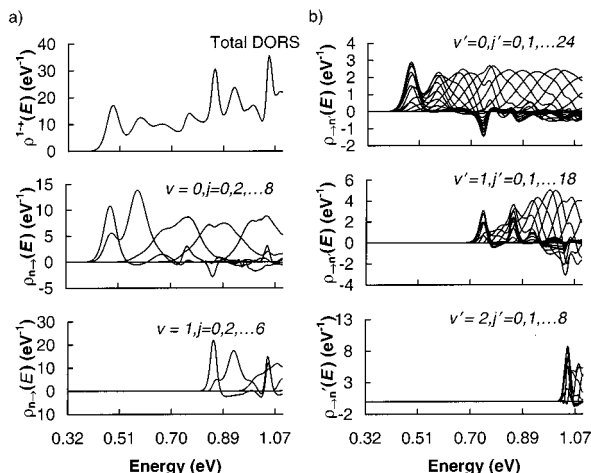 a)
b)
Total DORS
ρ¹⁻⁺(E) (eV⁻¹)
40
30
20
10
0
v = 0,j=0,2,...8
ρₙ→(E) (eV⁻¹)
15
10
5
0
-5
v = 1,j=0,2,...6
ρₙ→(E) (eV⁻¹)
30
20
10
0
10
0.32 0.51 0.70 0.89 1.07
Energy (eV)
v'=0,j'=0,1,...24
ρ→ₙ'(E) (eV⁻¹)
4
3
2
1
0
-1
-2
v'=1,j'=0,1,...18
ρ→ₙ'(E) (eV⁻¹)
6
4
2
0
-2
-4
v'= 2,j'=0,1,...8
ρ→ₙ'(E) (eV⁻¹)
13
8
3
-2
0.32 0.51 0.70 0.89 1.07
Energy (eV)